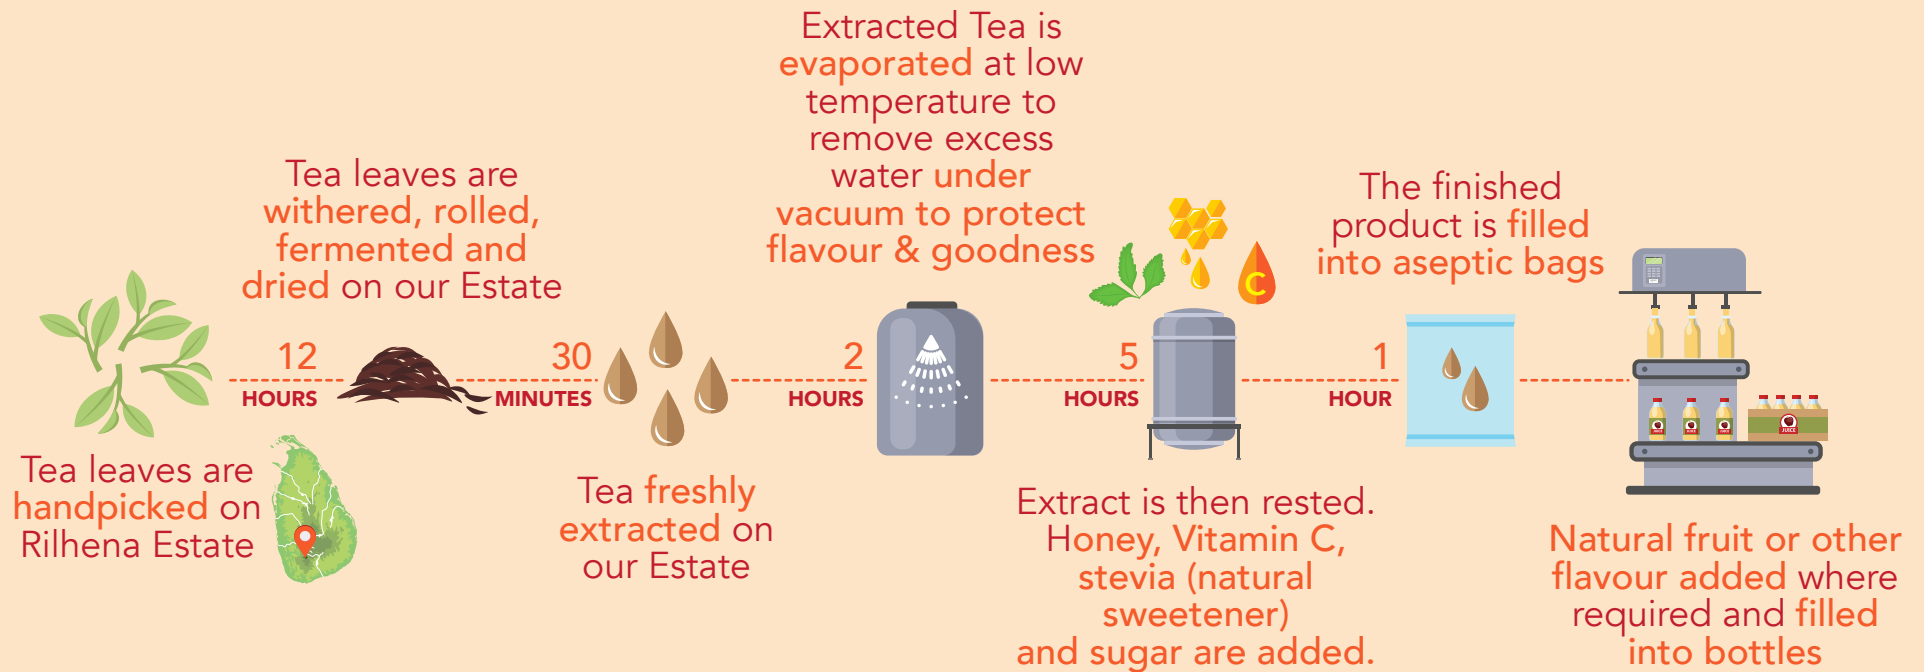 Tea leaves are
handpicked on
Rilhena Estate
12
HOURS
Tea leaves are
withered, rolled,
fermented and
dried on our Estate
30
MINUTES
Tea freshly
extracted on
our Estate
2
HOURS
Extracted Tea is
evaporated at low
temperature to
remove excess
water under
vacuum to protect
flavour & goodness
5
HOURS
C
Extract is then rested.
Honey, Vitamin C,
stevia (natural
sweetener)
and sugar are added.
1
HOUR
The finished
product is filled
into aseptic bags
JUICE
JUICE
JUICE
JUICE
Natural fruit or other
flavour added where
required and filled
into bottles